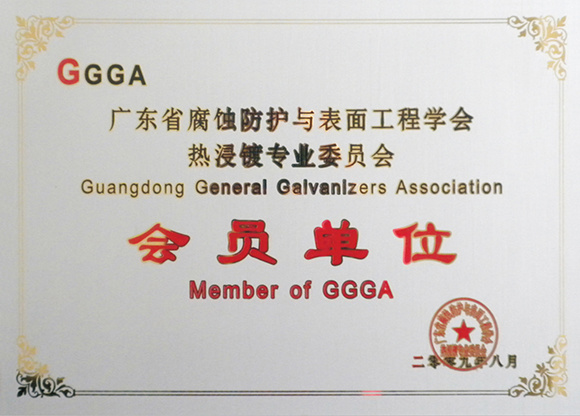 GGGA
广东省腐蚀防护与表面工程学会
热浸镀专业委员会
Guangdong General Galvanizers Association
会员单位
Member of GGGA
二零零九年八月